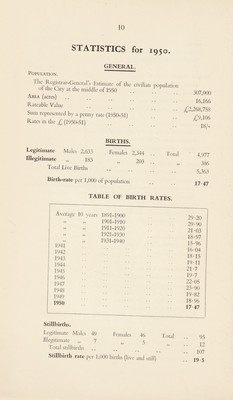 10
STATISTICS for 1950.
GENERAL.
POPULATION.
The Registrar-General's Estimate of the civilian population
of the City at the middle of 1950 .. .. 307,000
AREA (acres) .. .. .. .. 16,166
Rateable Value .. .. .. .. £2,268,758
Sum represented by a penny rate (1950-51) .. £9,106
Rates in the £ (1950-51) .. .. .. 18/-
BIRTHS.
Legitimate Males 2,633 Females 2,344 .. Total 4,977
Illegitimate „ 183 „ 203 .. „ 386
Total Live Births .. .. .. 5,363
Birth-rate per 1,000 of population .. .. 17·47
TABLE OF BIRTH RATES.
Average 10 years 1891-1900 .. .. 29·20
„ „ 1901-1910 .. .. 29·90
„ „ 1911-1920 .. .. 21·03
„ „ 1921-1930 .. .. 18·97
„ „ 1931-1940 .. .. 15·96
1941 .. .. .. 16·04
1942 .. .. .. 18·15
1943 .. .. .. 19·11
1944 .. .. .. 21·7
1945 .. .. .. 19·7
1946 .. .. .. 22·05
1947 .. .. .. 23·90
1948 .. .. .. 19·82
1949 .. .. .. 18·96
1950 .. .. .. 17·47
Stillbirths.
Legitimate Males 49 Females 46 Total .. 95
Illegitimate „ 7 „ 5 „ .. 12
Total stillbirths .. .. .. 107
Stillbirth rate per 1,000 births (live and still) .. 19·5